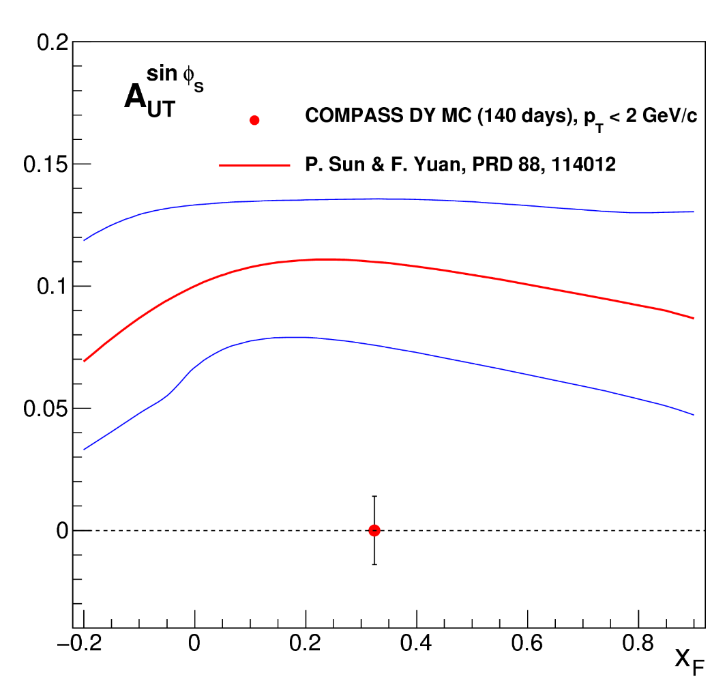 0.2
A_UT^sin ϕ_S
COMPASS DY MC (140 days), p_T < 2 GeV/c
0.15
P. Sun & F. Yuan, PRD 88, 114012
0.1
0.05
0
−0.2 0 0.2 0.4 0.6 0.8
x_F